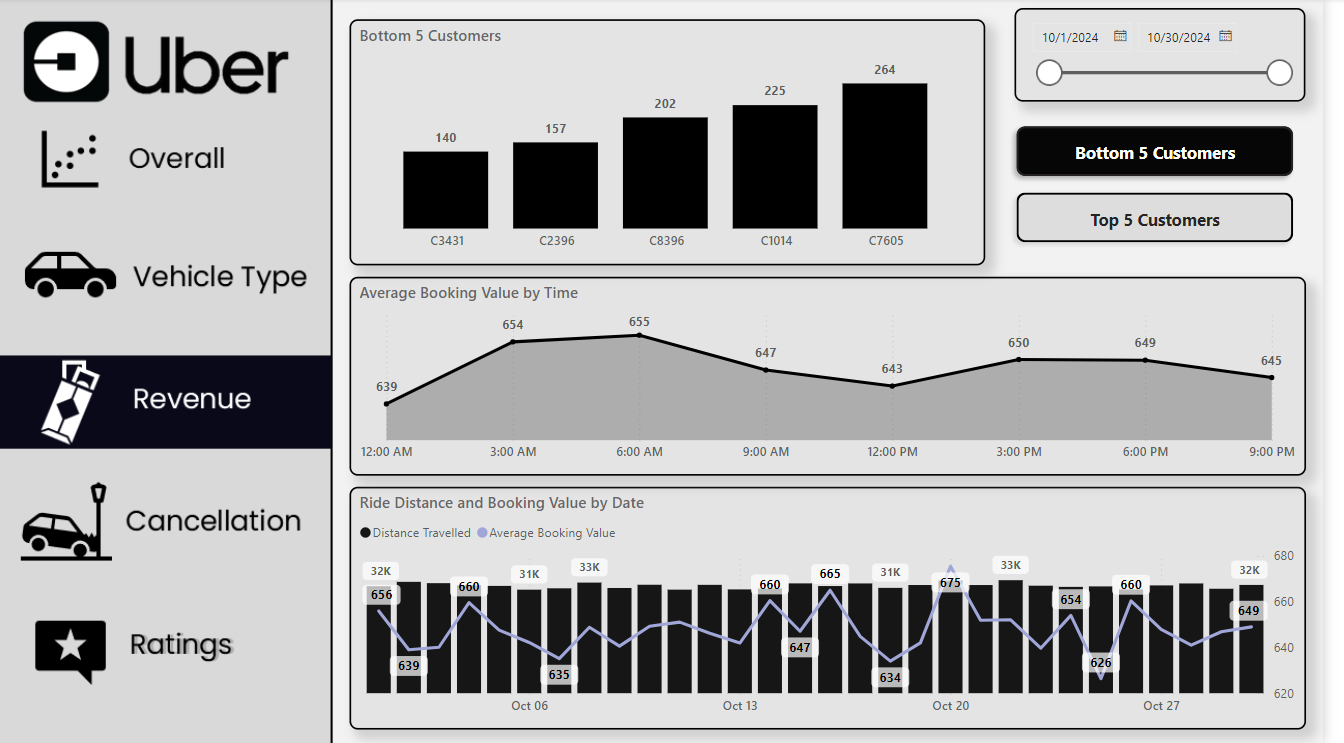 Uber
Overall
Vehicle Type
Revenue
Cancellation
Ratings
Bottom 5 Customers
140 157 202 225 264
C3431 C2396 C8396 C1014 C7605
10/1/2024 10/30/2024
Bottom 5 Customers
Top 5 Customers
Average Booking Value by Time
639 654 655 647 643 650 649 645
12:00 AM 3:00 AM 6:00 AM 9:00 AM 12:00 PM 3:00 PM 6:00 PM 9:00 PM
Ride Distance and Booking Value by Date
Distance Travelled Average Booking Value
32K 31K 33K 31K 33K 32K
656 639 660 635 660 647 665 634 675 654 626 660 649
680
660
640
620
Oct 06 Oct 13 Oct 20 Oct 27